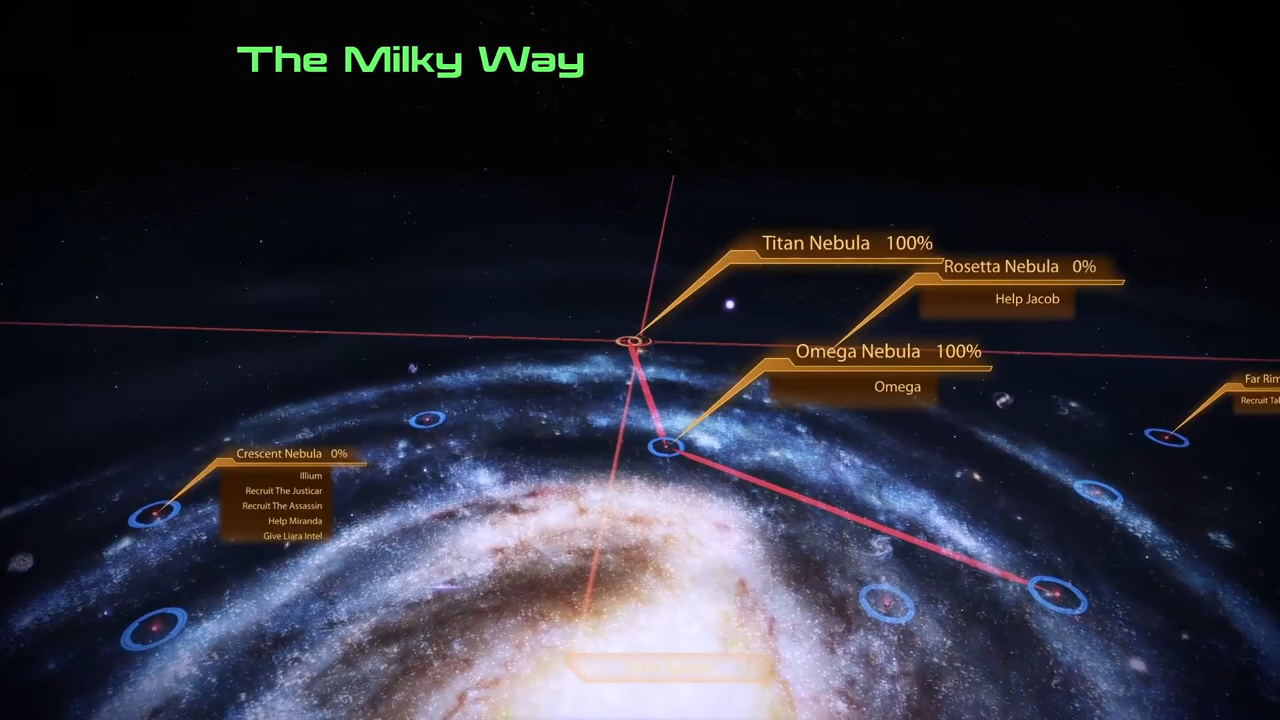 The Milky Way
Titan Nebula 100%
Rosetta Nebula 0%
Help Jacob
Omega Nebula 100%
Omega
Far Rim
Crescent Nebula 0%
Illium
Recruit The Justicar
Recruit The Assassin
Help Miranda
Give Liara Intel
Recruit